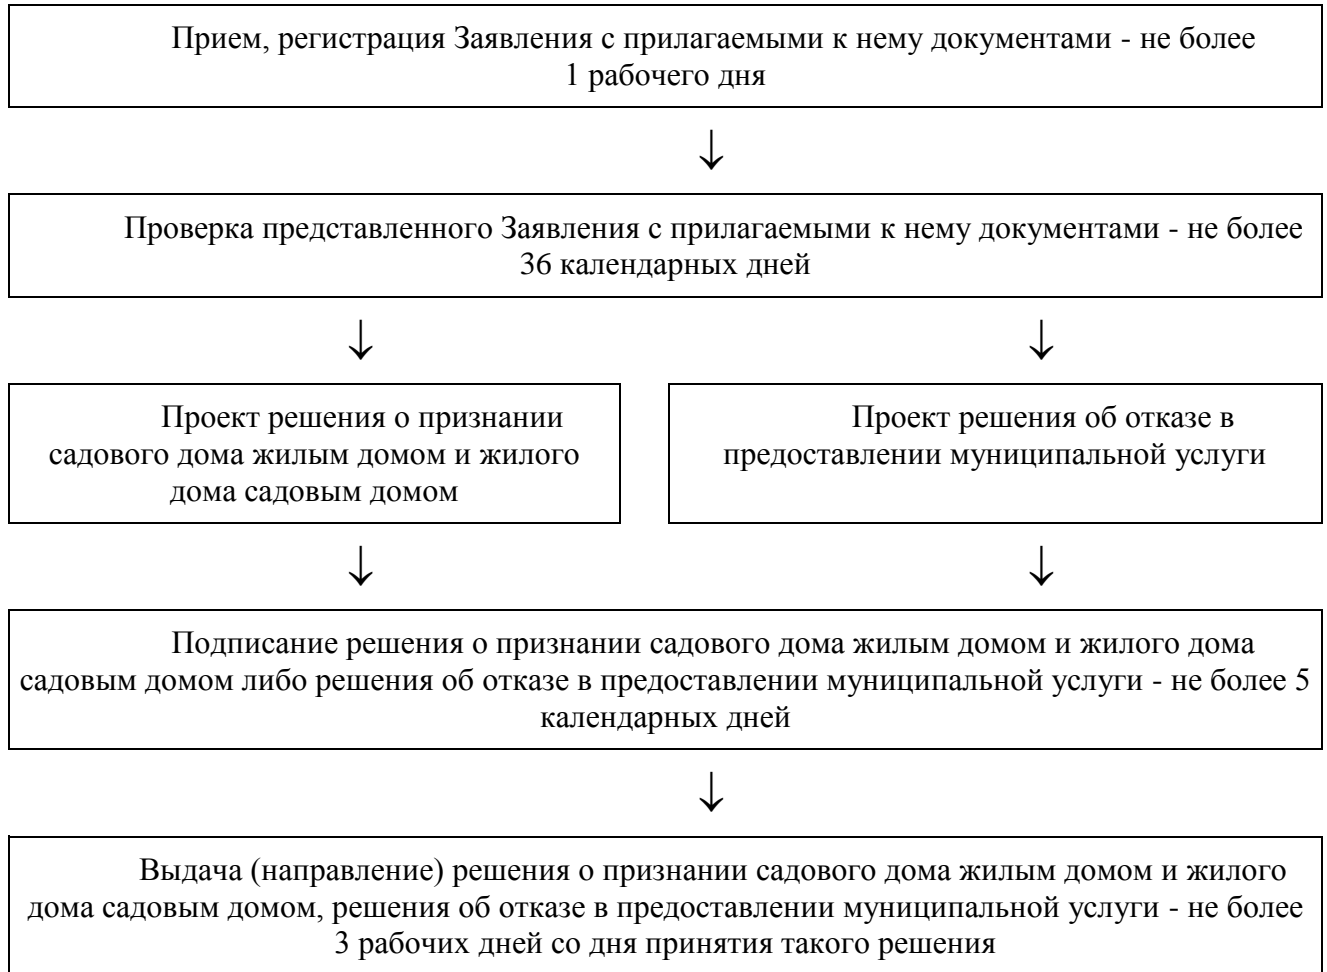 Прием, регистрация Заявления с прилагаемыми к нему документами - не более
1 рабочего дня
↓
Проверка представленного Заявления с прилагаемыми к нему документами - не более
36 календарных дней
↓ ↓
Проект решения о признании
садового дома жилым домом и жилого
дома садовым домом
Проект решения об отказе в
предоставлении муниципальной услуги
↓ ↓
Подписание решения о признании садового дома жилым домом и жилого дома
садовым домом либо решения об отказе в предоставлении муниципальной услуги - не более 5
календарных дней
↓
Выдача (направление) решения о признании садового дома жилым домом и жилого
дома садовым домом, решения об отказе в предоставлении муниципальной услуги - не более
3 рабочих дней со дня принятия такого решения